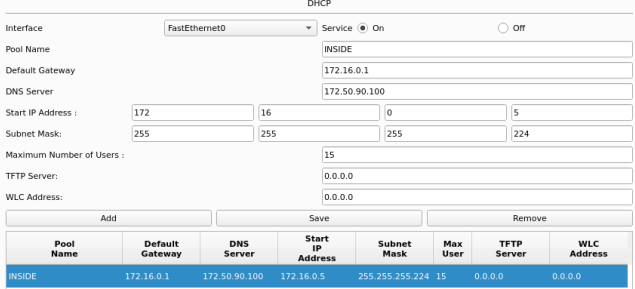 DHCP
Interface FastEthernet0 Service On Off
Pool Name INSIDE
Default Gateway 172.16.0.1
DNS Server 172.50.90.100
Start IP Address : 172 16 0 5
Subnet Mask: 255 255 255 224
Maximum Number of Users : 15
TFTP Server: 0.0.0.0
WLC Address: 0.0.0.0
Add Save Remove
Pool Name Default Gateway DNS Server Start IP Address Subnet Mask Max User TFTP Server WLC Address
INSIDE 172.16.0.1 172.50.90.100 172.16.0.5 255.255.255.224 15 0.0.0.0 0.0.0.0